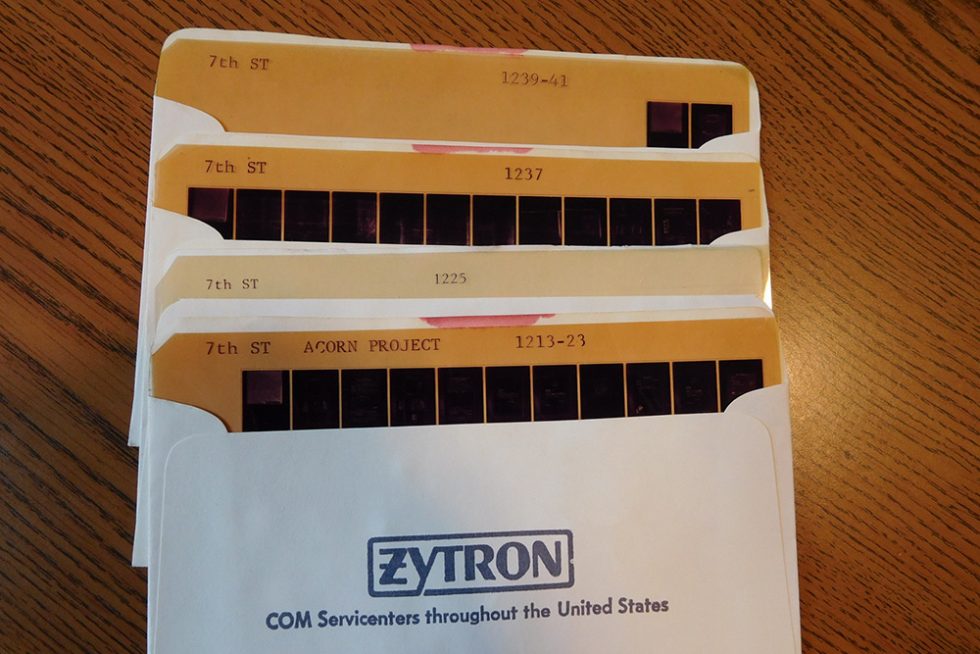 7th ST 1239-41
7th ST 1237
7th ST 1225
7th ST ACORN PROJECT 1213-23
ZYTRON
COM Servicenters throughout the United States